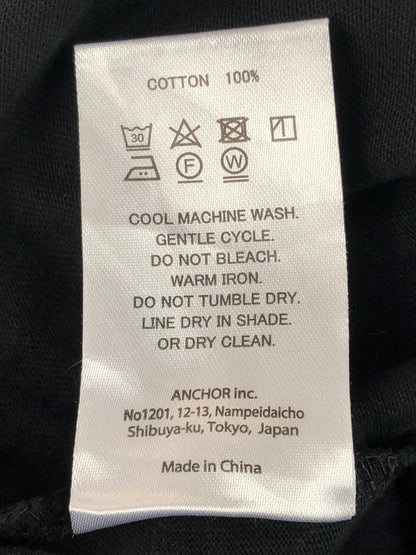 COTTON 100%
30
F W
COOL MACHINE WASH.
GENTLE CYCLE.
DO NOT BLEACH.
WARM IRON.
DO NOT TUMBLE DRY.
LINE DRY IN SHADE.
OR DRY CLEAN.
ANCHOR inc.
No1201, 12-13, Nampeidaicho
Shibuya-ku, Tokyo, Japan
Made in China